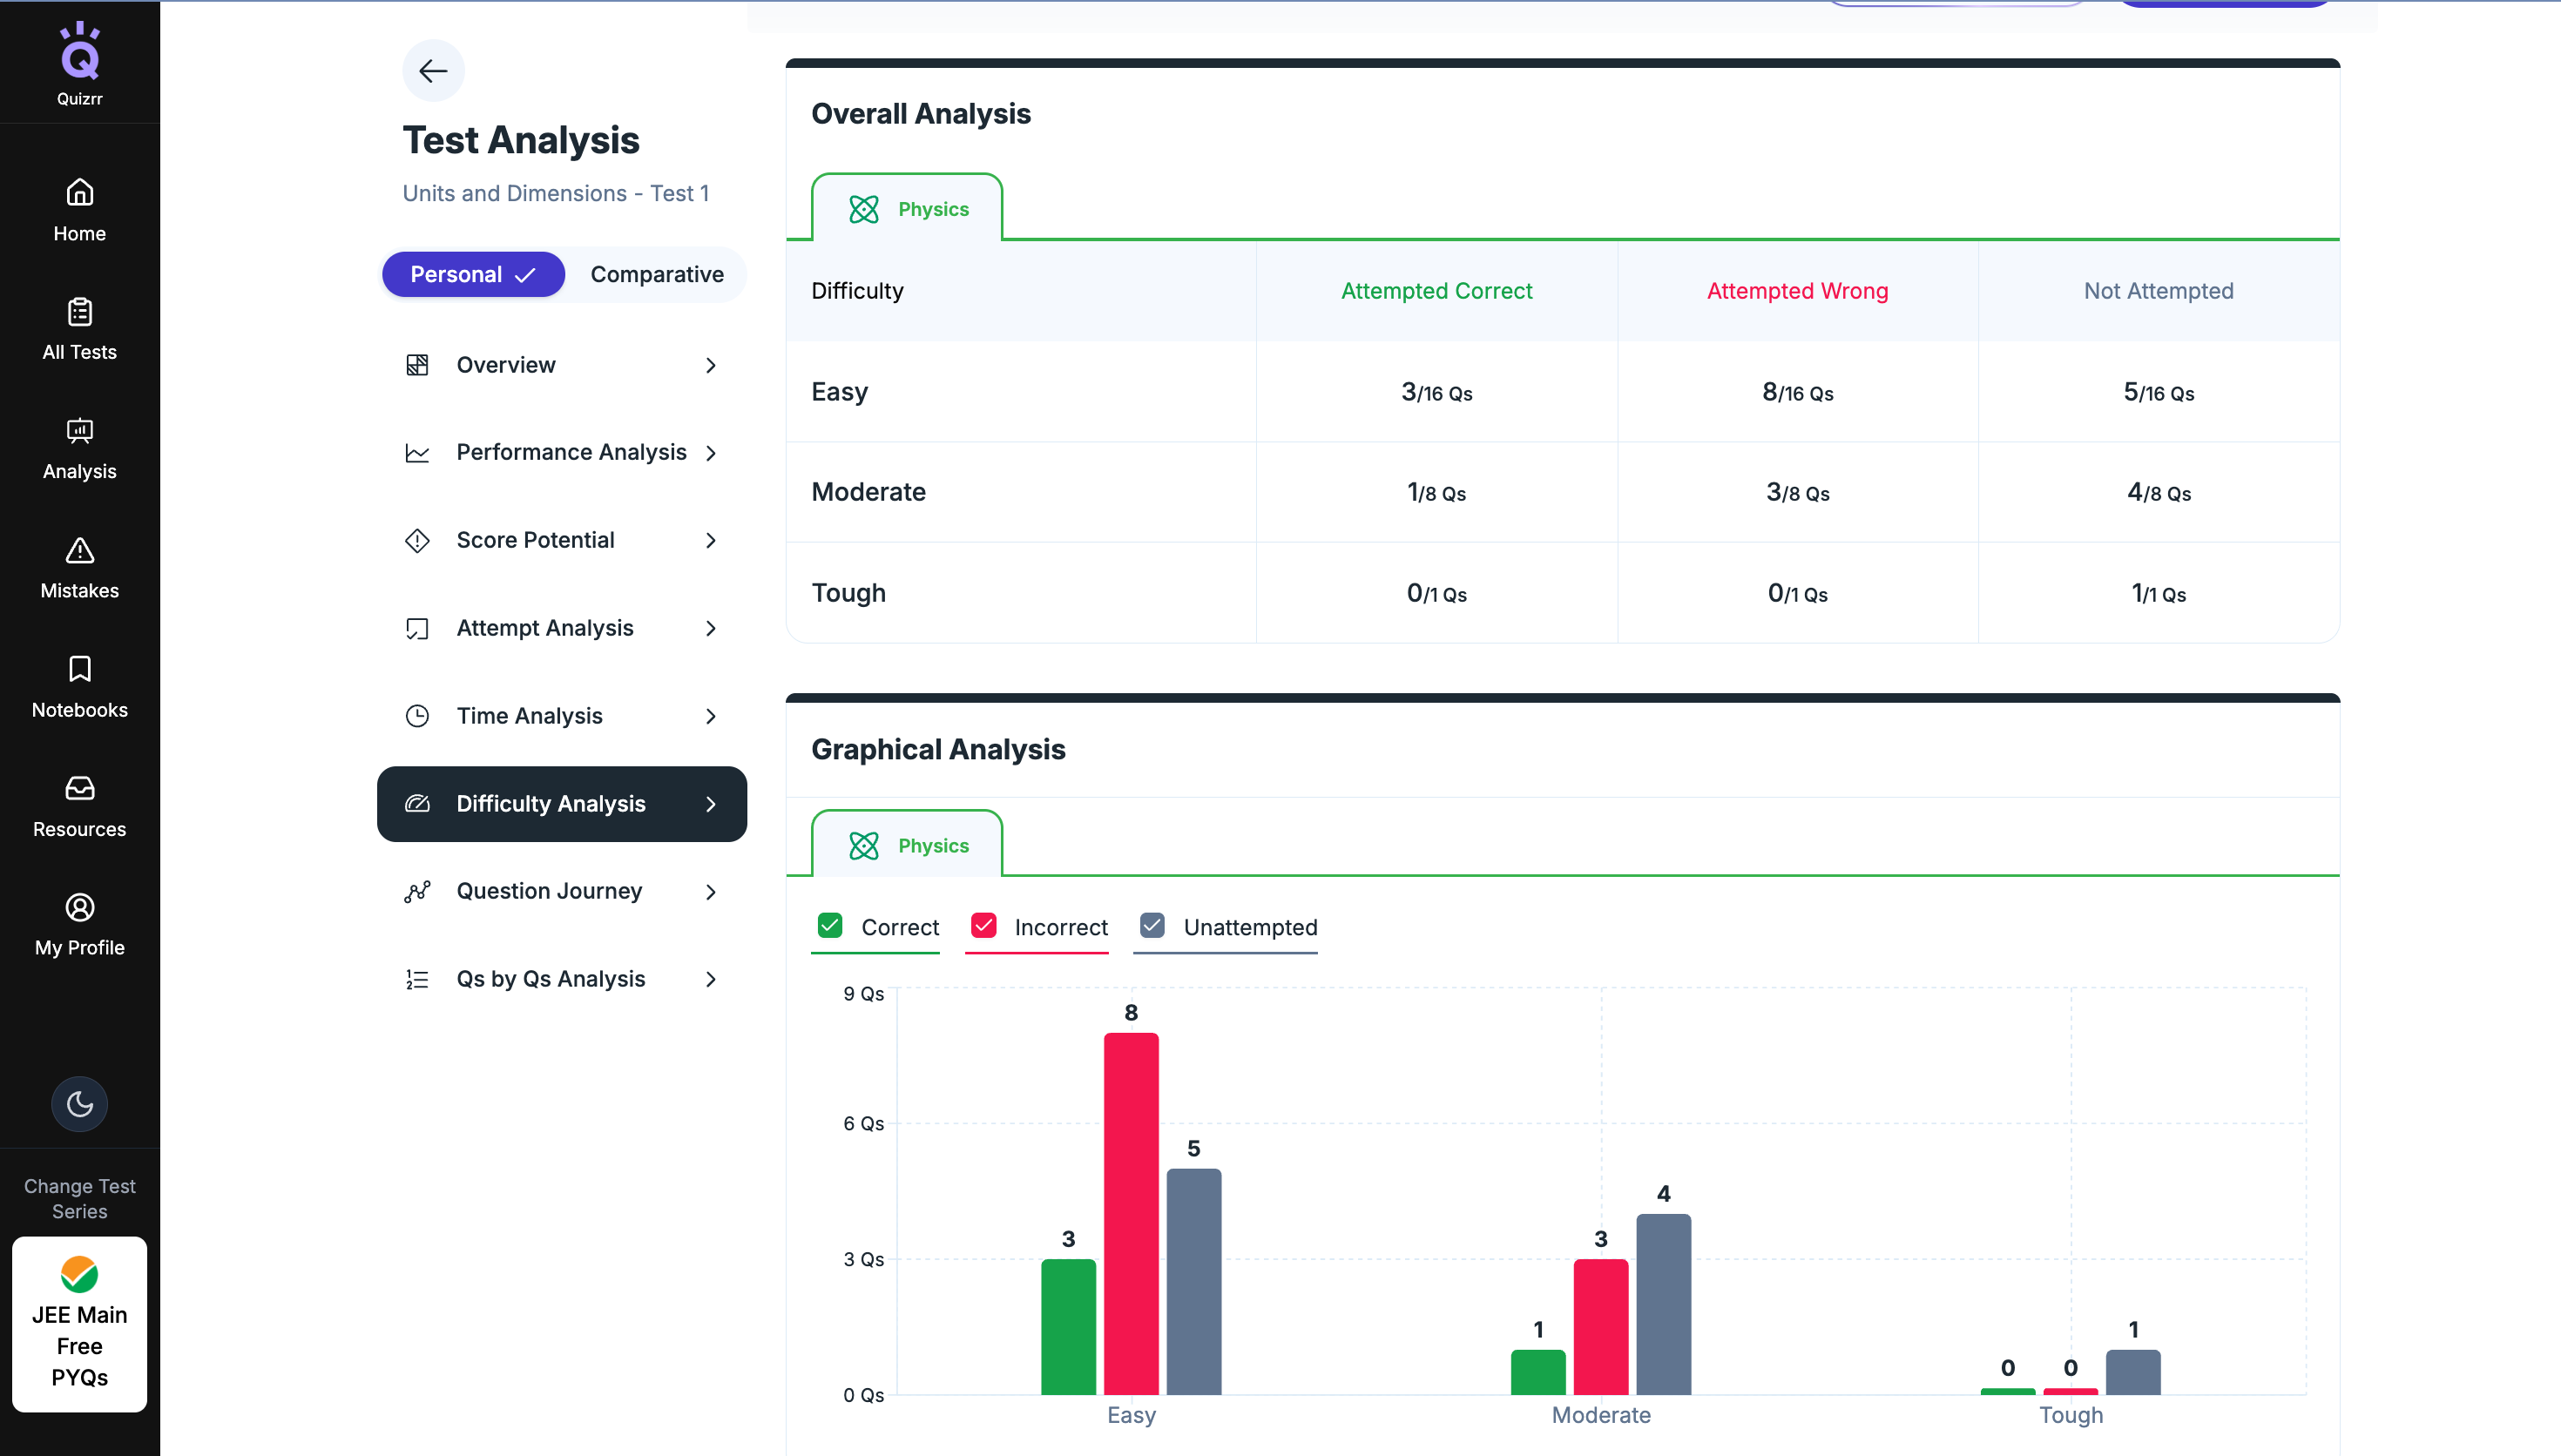 Quizrr
Home
All Tests
Analysis
Mistakes
Notebooks
Resources
My Profile
Change Test
Series
JEE Main
Free
PYQs
Test Analysis
Units and Dimensions - Test 1
Personal
Comparative
Overview
Performance Analysis
Score Potential
Attempt Analysis
Time Analysis
Difficulty Analysis
Question Journey
Qs by Qs Analysis
Overall Analysis
Physics
Difficulty Attempted Correct Attempted Wrong Not Attempted
Easy 3/16 Qs 8/16 Qs 5/16 Qs
Moderate 1/8 Qs 3/8 Qs 4/8 Qs
Tough 0/1 Qs 0/1 Qs 1/1 Qs
Graphical Analysis
Physics
Correct Incorrect Unattempted
9 Qs
6 Qs
3 Qs
0 Qs
3 8 5
1 3 4
0 0 1
Easy Moderate Tough